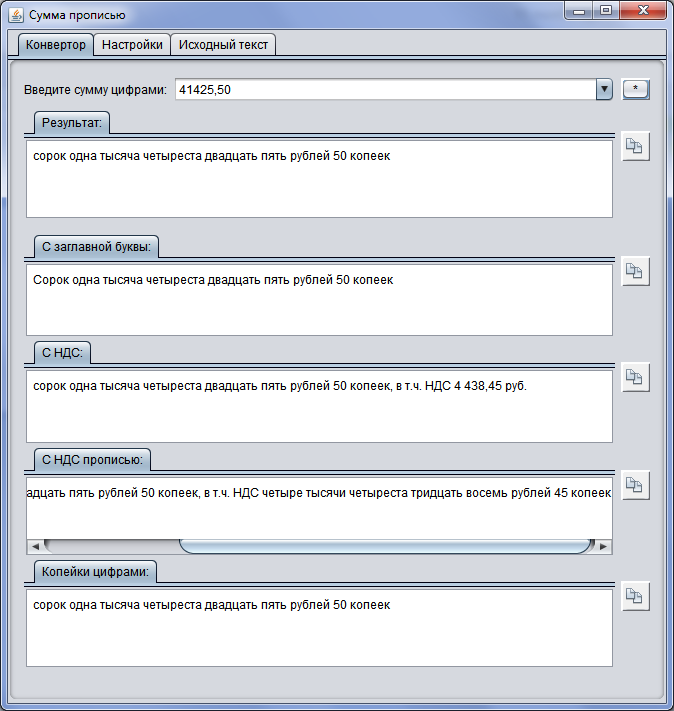 Сумма прописью
Конвертор Настройки Исходный текст
Введите сумму цифрами: 41425,50 *
Результат:
сорок одна тысяча четыреста двадцать пять рублей 50 копеек
С заглавной буквы:
Сорок одна тысяча четыреста двадцать пять рублей 50 копеек
С НДС:
сорок одна тысяча четыреста двадцать пять рублей 50 копеек, в т.ч. НДС 4 438,45 руб.
С НДС прописью:
адцать пять рублей 50 копеек, в т.ч. НДС четыре тысячи четыреста тридцать восемь рублей 45 копеек
Копейки цифрами:
сорок одна тысяча четыреста двадцать пять рублей 50 копеек